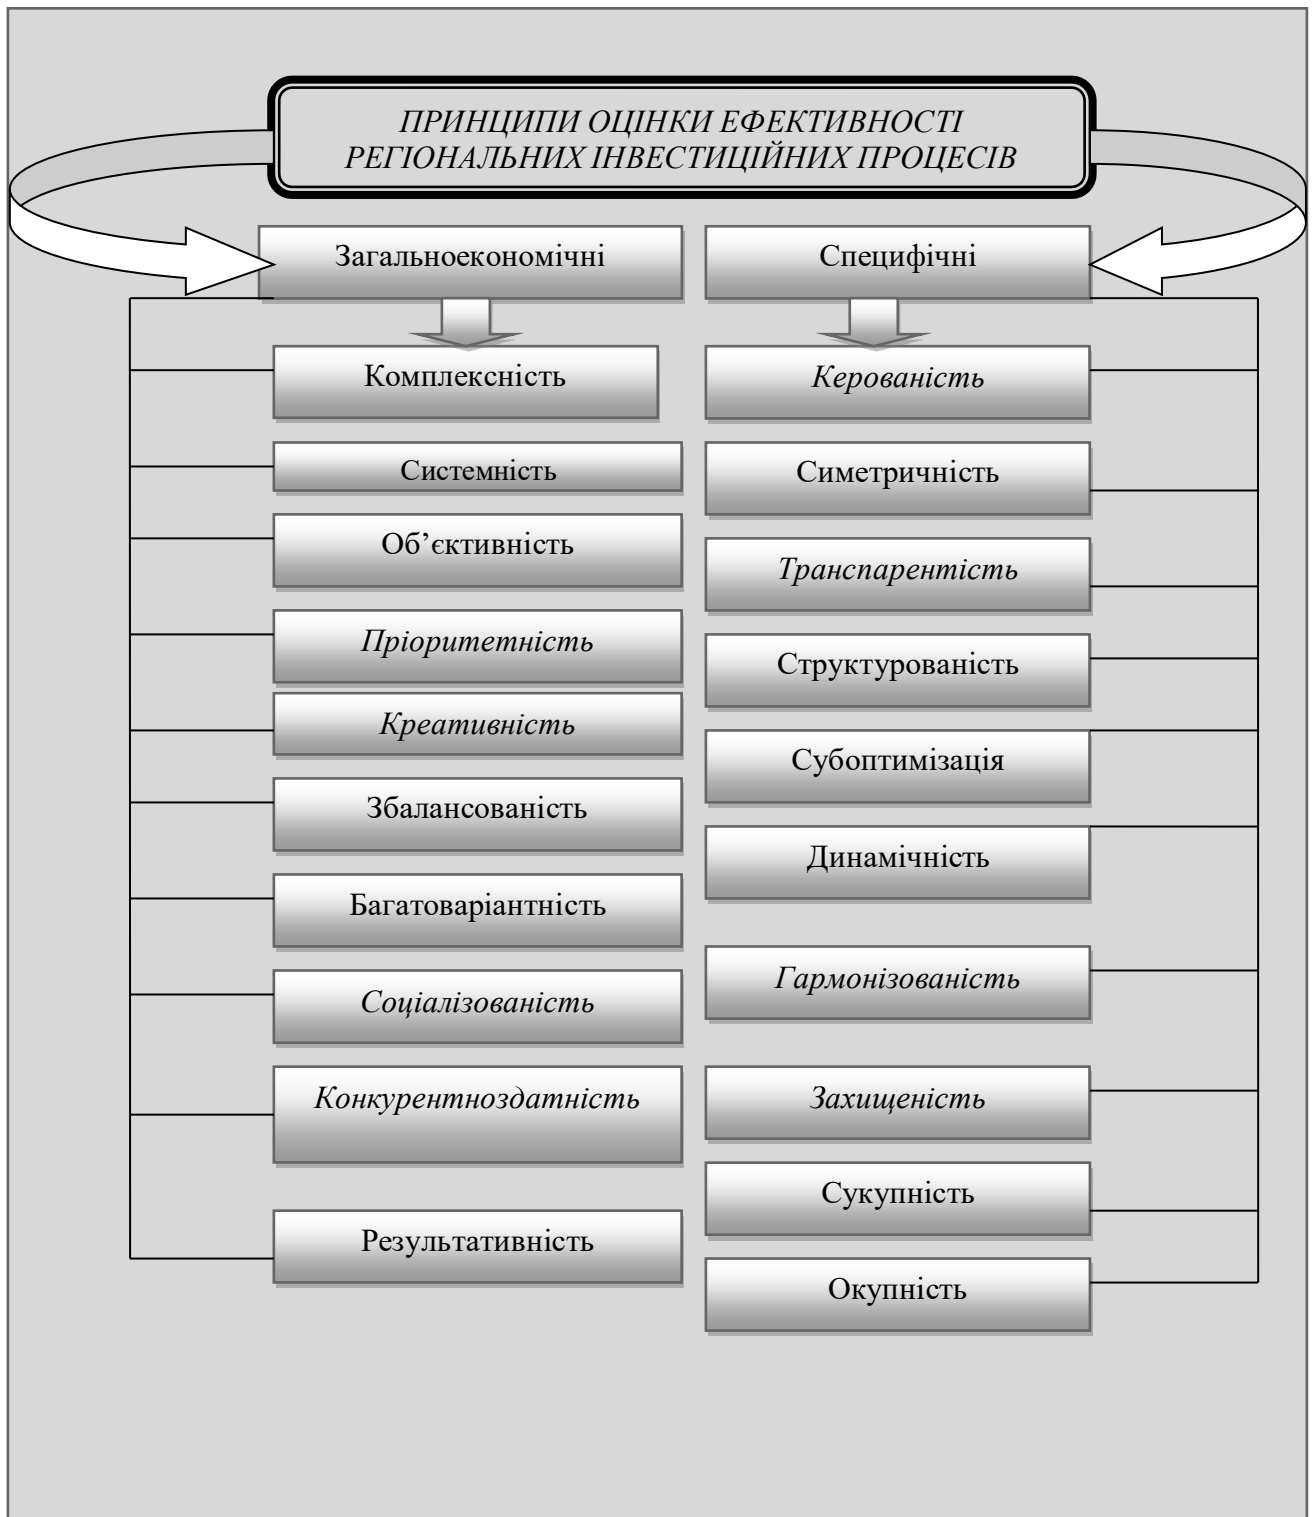 ПРИНЦИПИ ОЦІНКИ ЕФЕКТИВНОСТІ
РЕГІОНАЛЬНИХ ІНВЕСТИЦІЙНИХ ПРОЦЕСІВ
Загальноекономічні
Комплексність
Системність
Об’єктивність
Пріоритетність
Креативність
Збалансованість
Багатоваріантність
Соціалізованість
Конкурентноздатність
Результативність
Специфічні
Керованість
Симетричність
Транспарентість
Структурованість
Субоптимізація
Динамічність
Гармонізованість
Захищеність
Сукупність
Окупність